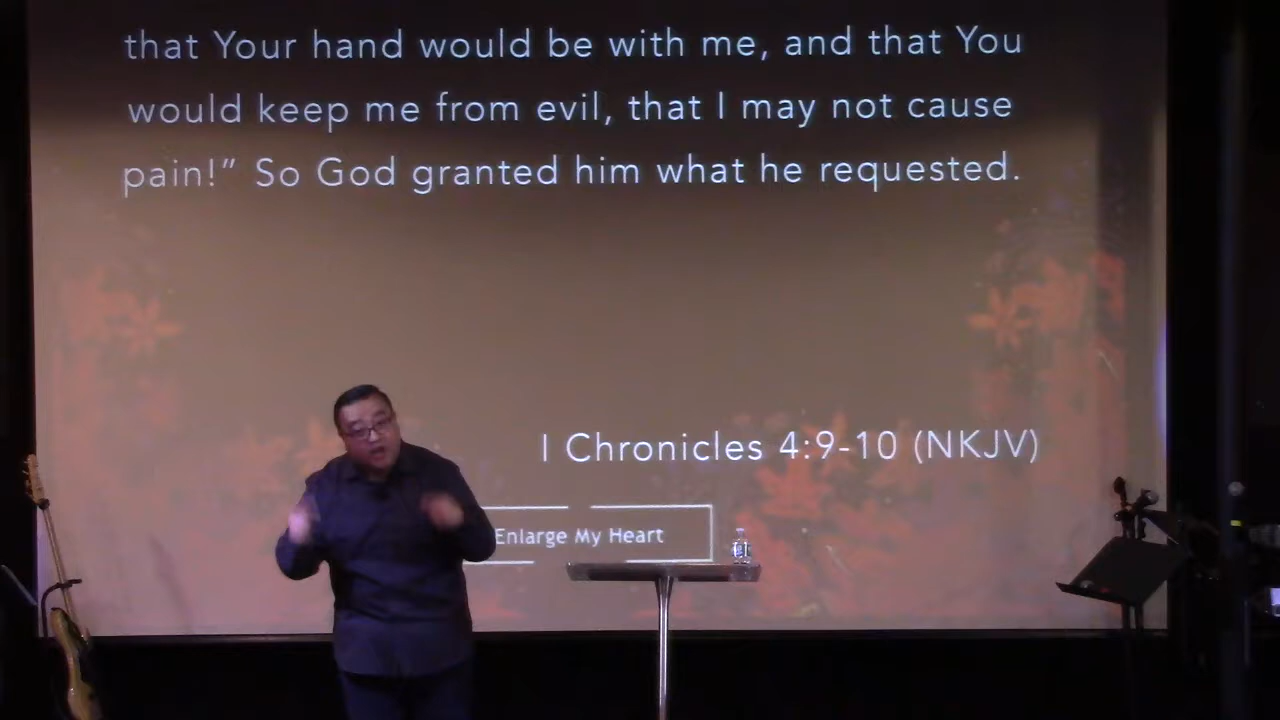 that Your hand would be with me, and that You
would keep me from evil, that I may not cause
pain!” So God granted him what he requested.
I Chronicles 4:9-10 (NKJV)
Enlarge My Heart